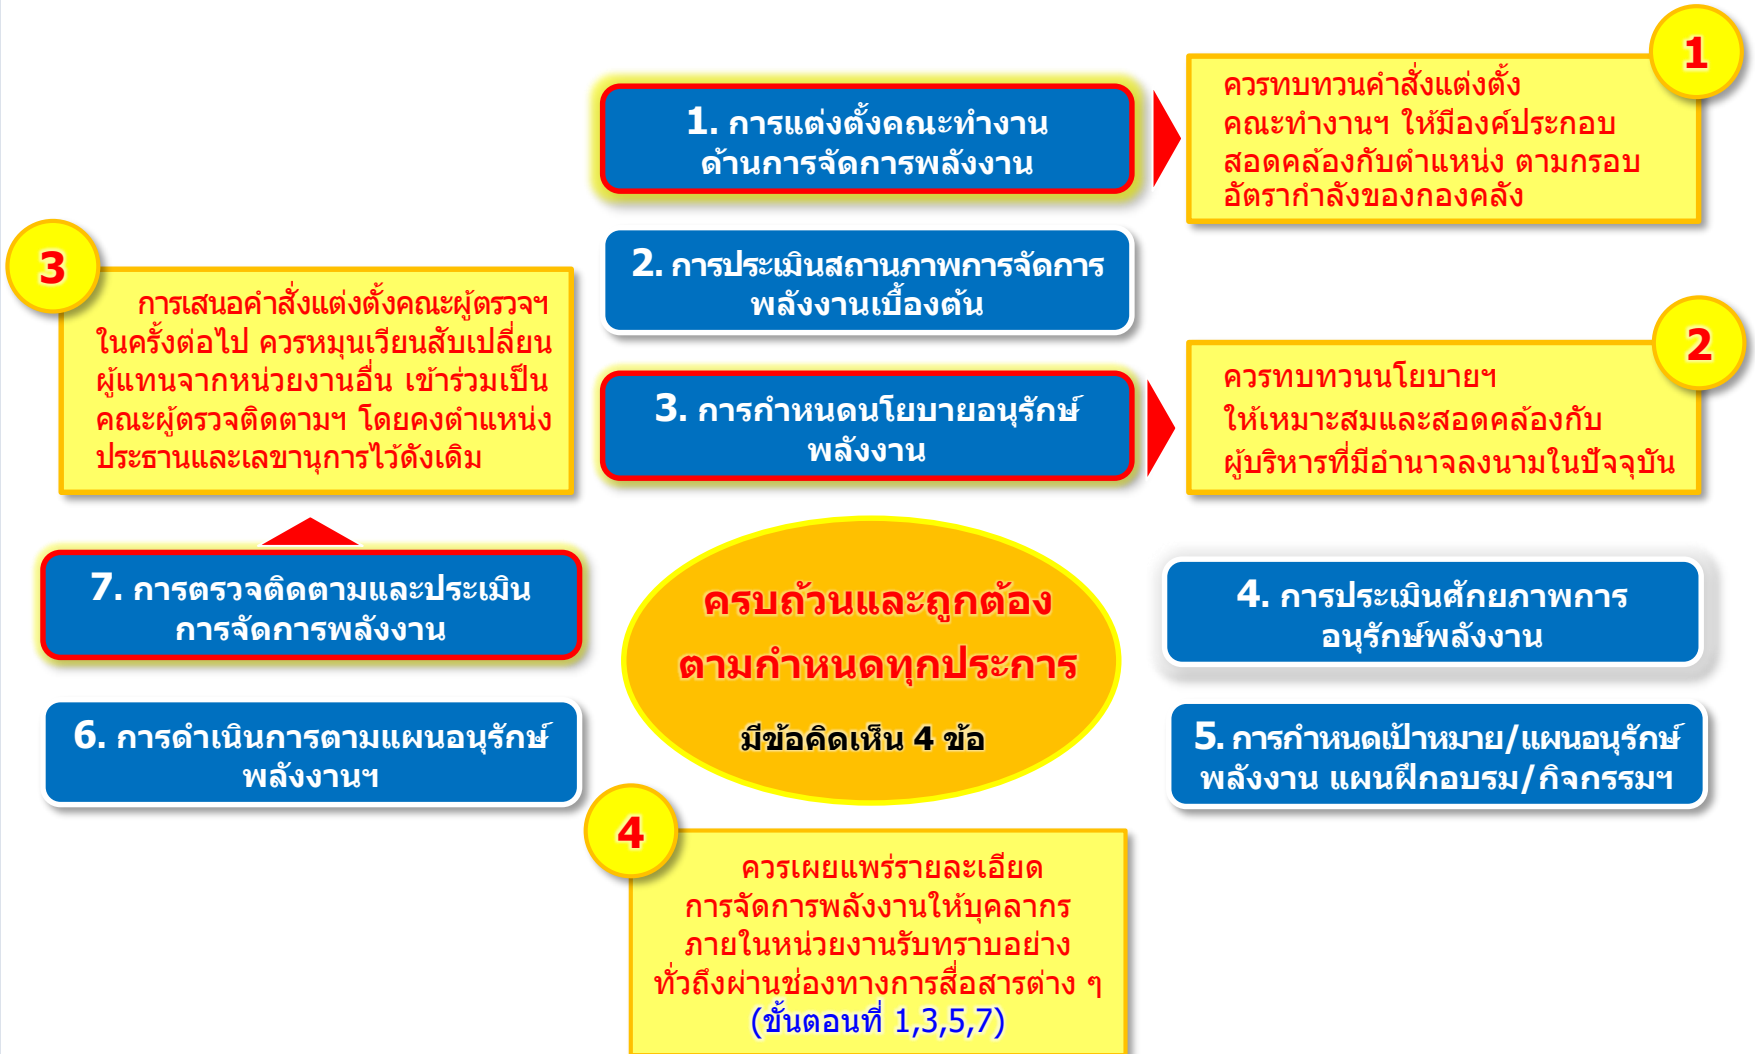 1. การแต่งตั้งคณะทำงาน
ด้านการจัดการพลังงาน
1
ควรทบทวนคำสั่งแต่งตั้ง
คณะทำงานฯ ให้มีองค์ประกอบ
สอดคล้องกับตำแหน่ง ตามกรอบ
อัตรากำลังของกองคลัง
2. การประเมินสถานภาพการจัดการ
พลังงานเบื้องต้น
3
การเสนอคำสั่งแต่งตั้งคณะผู้ตรวจฯ
ในครั้งต่อไป ควรหมุนเวียนสับเปลี่ยน
ผู้แทนจากหน่วยงานอื่น เข้าร่วมเป็น
คณะผู้ตรวจติดตามฯ โดยคงตำแหน่ง
ประธานและเลขานุการไว้ดังเดิม
3. การกำหนดนโยบายอนุรักษ์
พลังงาน
2
ควรทบทวนนโยบายฯ
ให้เหมาะสมและสอดคล้องกับ
ผู้บริหารที่มีอำนาจลงนามในปัจจุบัน
7. การตรวจติดตามและประเมิน
การจัดการพลังงาน
ครบถ้วนและถูกต้อง
ตามกำหนดทุกประการ
มีข้อคิดเห็น 4 ข้อ
4. การประเมินศักยภาพการ
อนุรักษ์พลังงาน
6. การดำเนินการตามแผนอนุรักษ์
พลังงานฯ
5. การกำหนดเป้าหมาย/แผนอนุรักษ์
พลังงาน แผนฝึกอบรม/กิจกรรมฯ
4
ควรเผยแพร่รายละเอียด
การจัดการพลังงานให้บุคลากร
ภายในหน่วยงานรับทราบอย่าง
ทั่วถึงผ่านช่องทางการสื่อสารต่าง ๆ
(ขั้นตอนที่ 1,3,5,7)